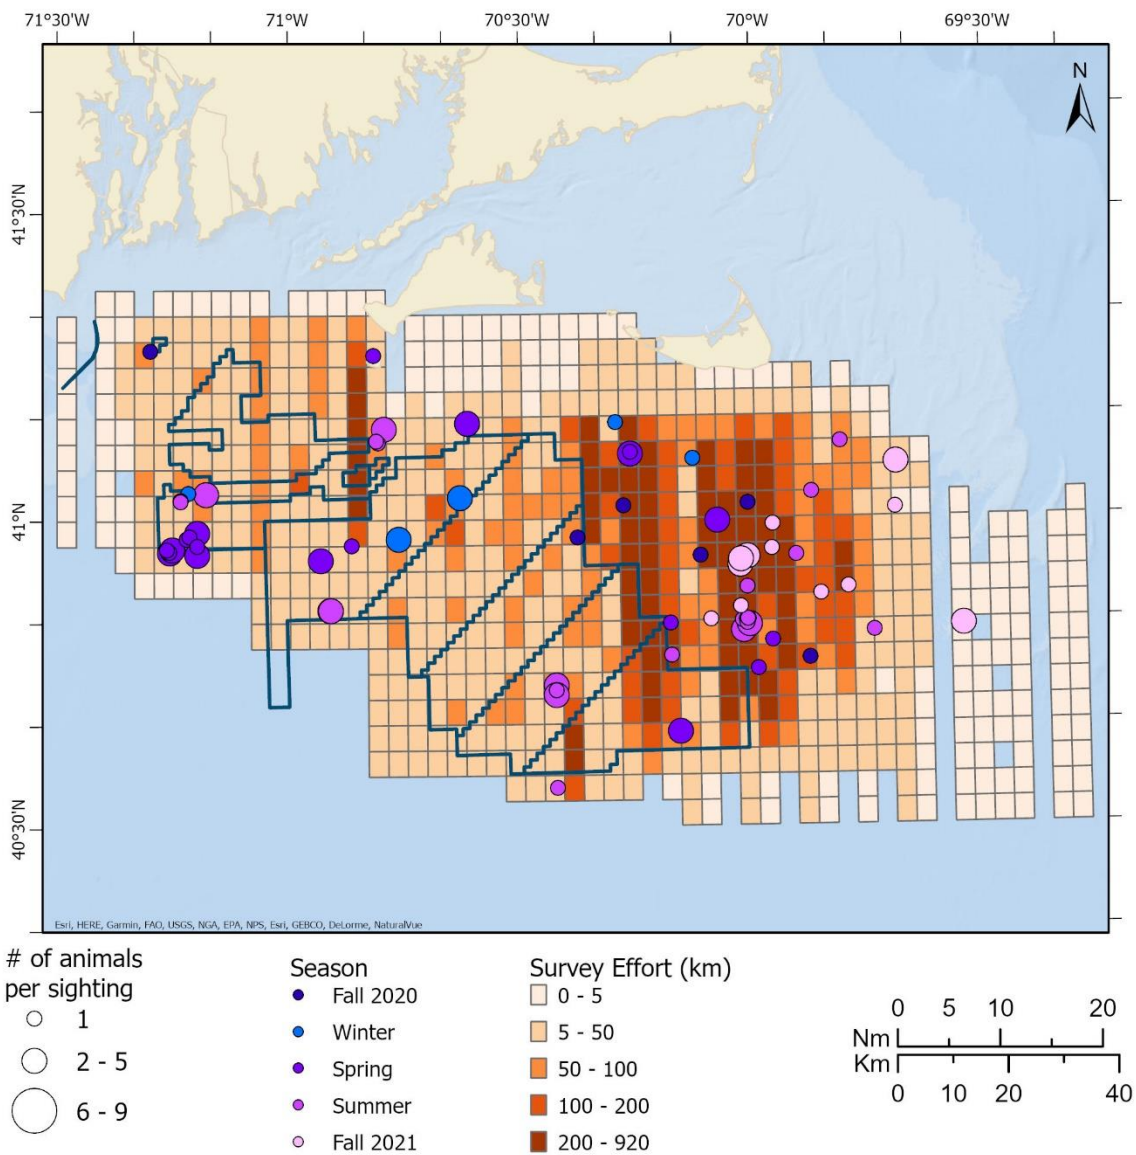 71°30'W 71°W 70°30'W 70°W 69°30'W
N
41°30'N
41°N
40°30'N
Esri, HERE, Garmin, FAO, USGS, NGA, EPA, NPS, Esri, GEBCO, DeLorme, NaturalVue
# of animals
per sighting
1
2 - 5
6 - 9
Season
Fall 2020
Winter
Spring
Summer
Fall 2021
Survey Effort (km)
0 - 5
5 - 50
50 - 100
100 - 200
200 - 920
0 5 10 20
Nm
Km
0 10 20 40